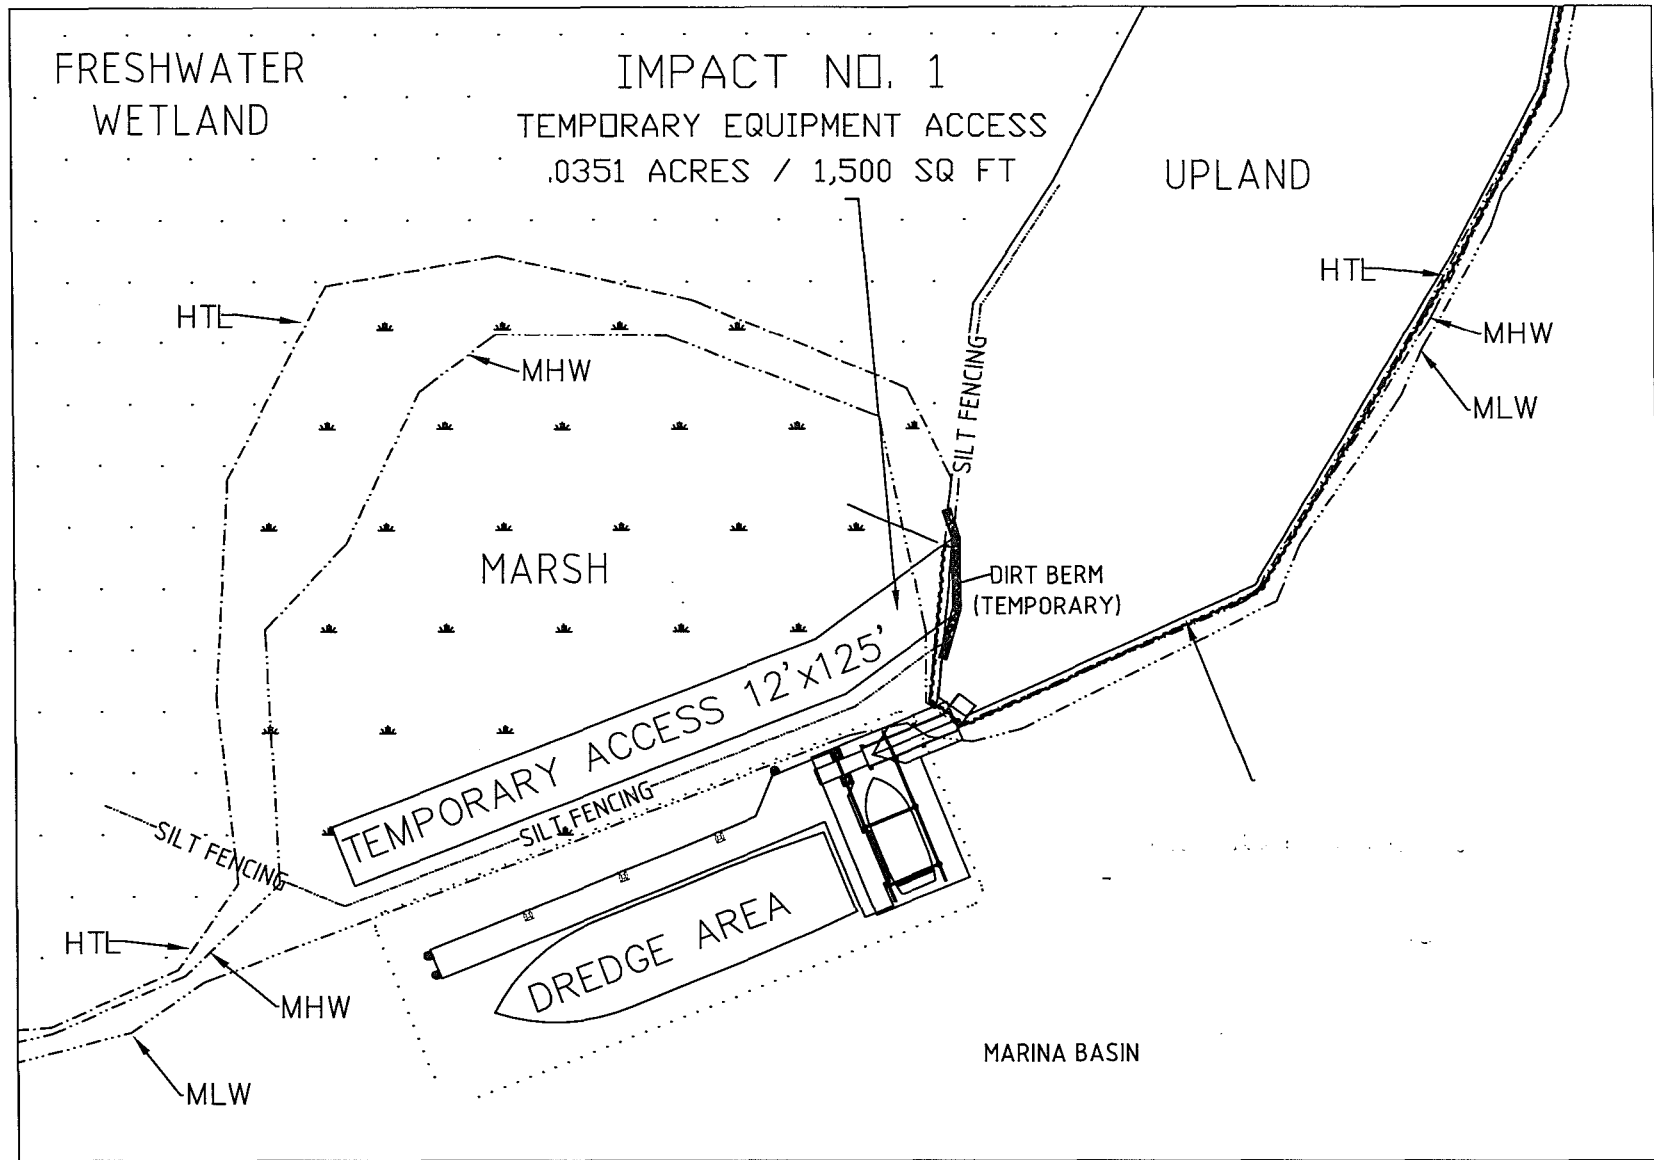 FRESHWATER
WETLAND
IMPACT NO. 1
TEMPORARY EQUIPMENT ACCESS
.0351 ACRES / 1,500 SQ FT
UPLAND
HTL
HTL
MHW
MHW
MLW
SILT FENCING
MARSH
DIRT BERM
(TEMPORARY)
TEMPORARY ACCESS 12'x125'
SILT FENCING
SILT FENCING
DREDGE AREA
HTL
MHW
MLW
MARINA BASIN